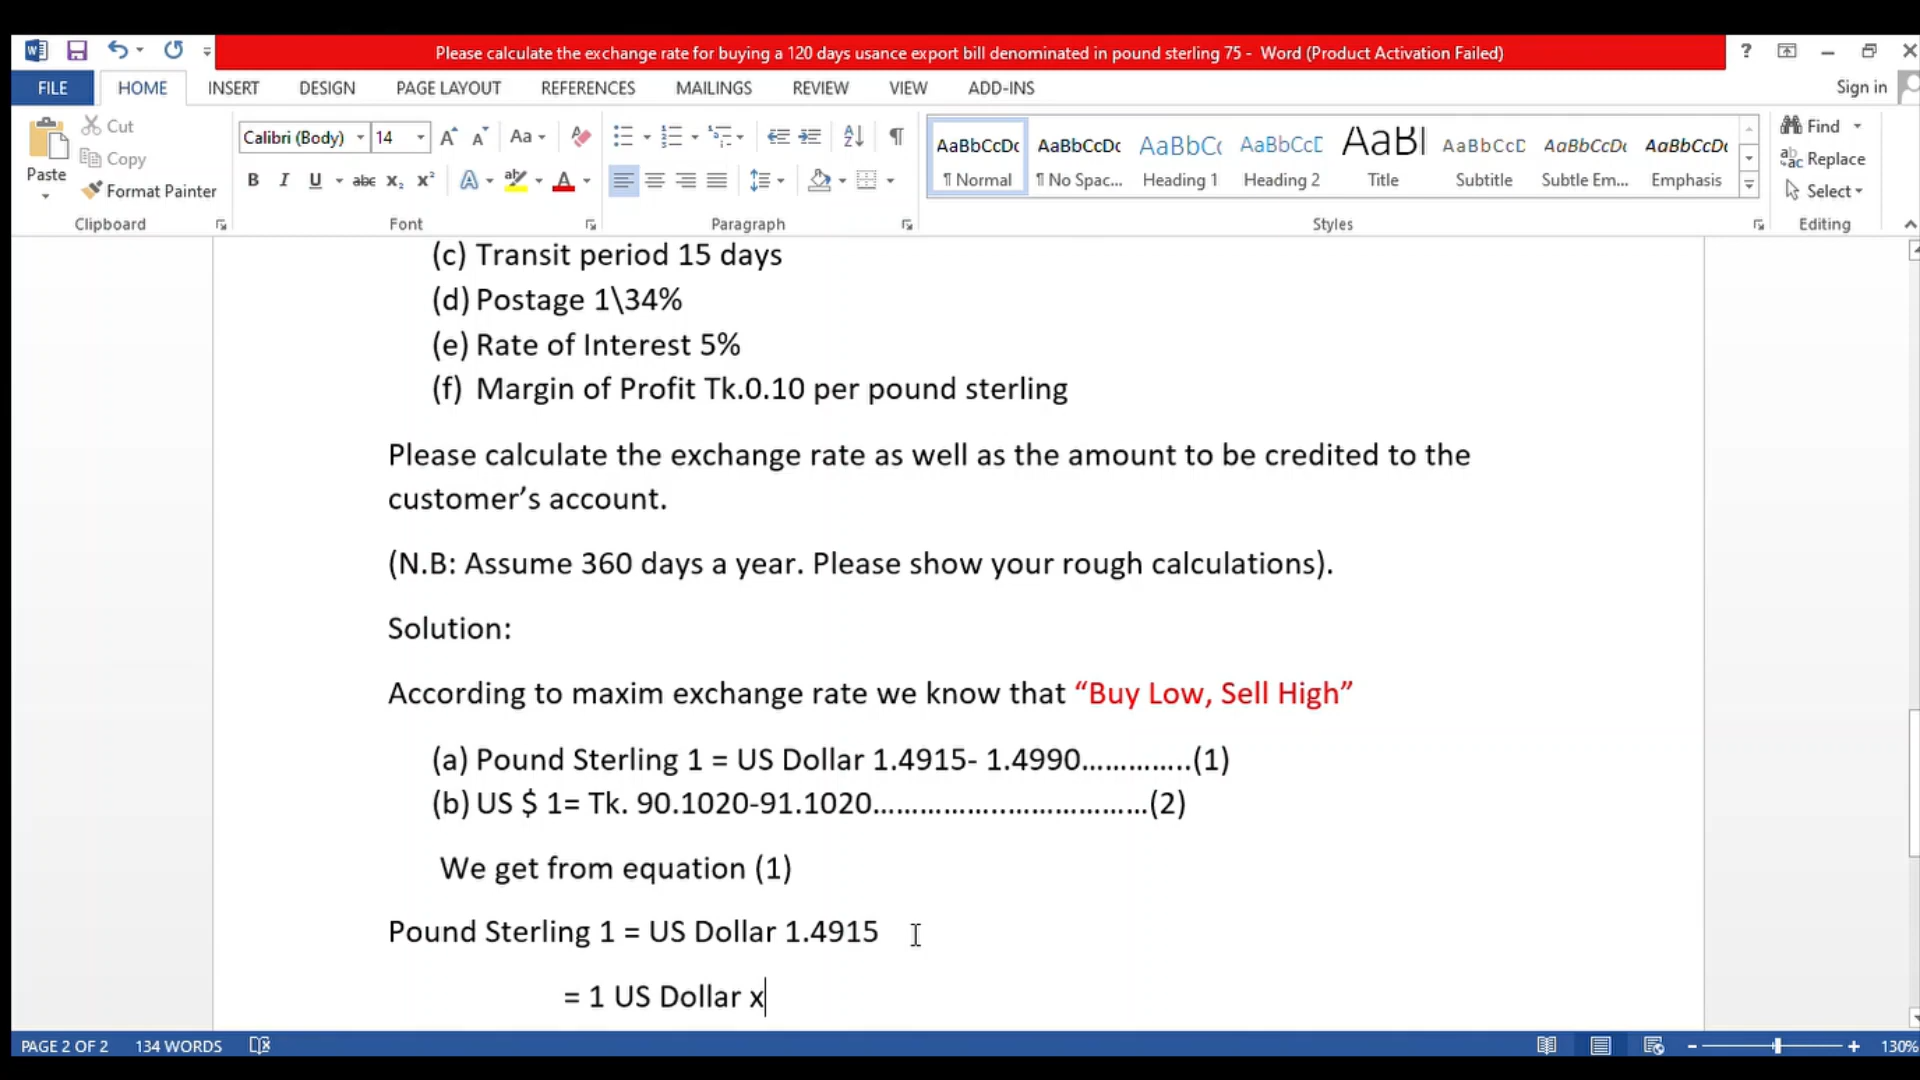 Please calculate the exchange rate for buying a 120 days usance export bill denominated in pound sterling 75 - Word (Product Activation Failed)
?
FILE HOME INSERT DESIGN PAGE LAYOUT REFERENCES MAILINGS REVIEW VIEW ADD-INS Sign in
Paste
Cut
Copy
Format Painter
Clipboard
Calibri (Body) 14 Aa
B I U abc x₂ x² A ab A
Font
Paragraph
AaBbCcDc AaBbCcDc AaBbCc AaBbCcD AaBl AaBbCcD AaBbCcDc AaBbCcDc
¶ Normal ¶ No Spac... Heading 1 Heading 2 Title Subtitle Subtle Em... Emphasis
Styles
Find
Replace
Select
Editing
(c) Transit period 15 days
(d) Postage 1\34%
(e) Rate of Interest 5%
(f) Margin of Profit Tk.0.10 per pound sterling
Please calculate the exchange rate as well as the amount to be credited to the
customer’s account.
(N.B: Assume 360 days a year. Please show your rough calculations).
Solution:
According to maxim exchange rate we know that “Buy Low, Sell High”
(a) Pound Sterling 1 = US Dollar 1.4915- 1.4990…………..(1)
(b) US $ 1= Tk. 90.1020-91.1020……………..………………(2)
We get from equation (1)
Pound Sterling 1 = US Dollar 1.4915
= 1 US Dollar x
PAGE 2 OF 2 134 WORDS 130%